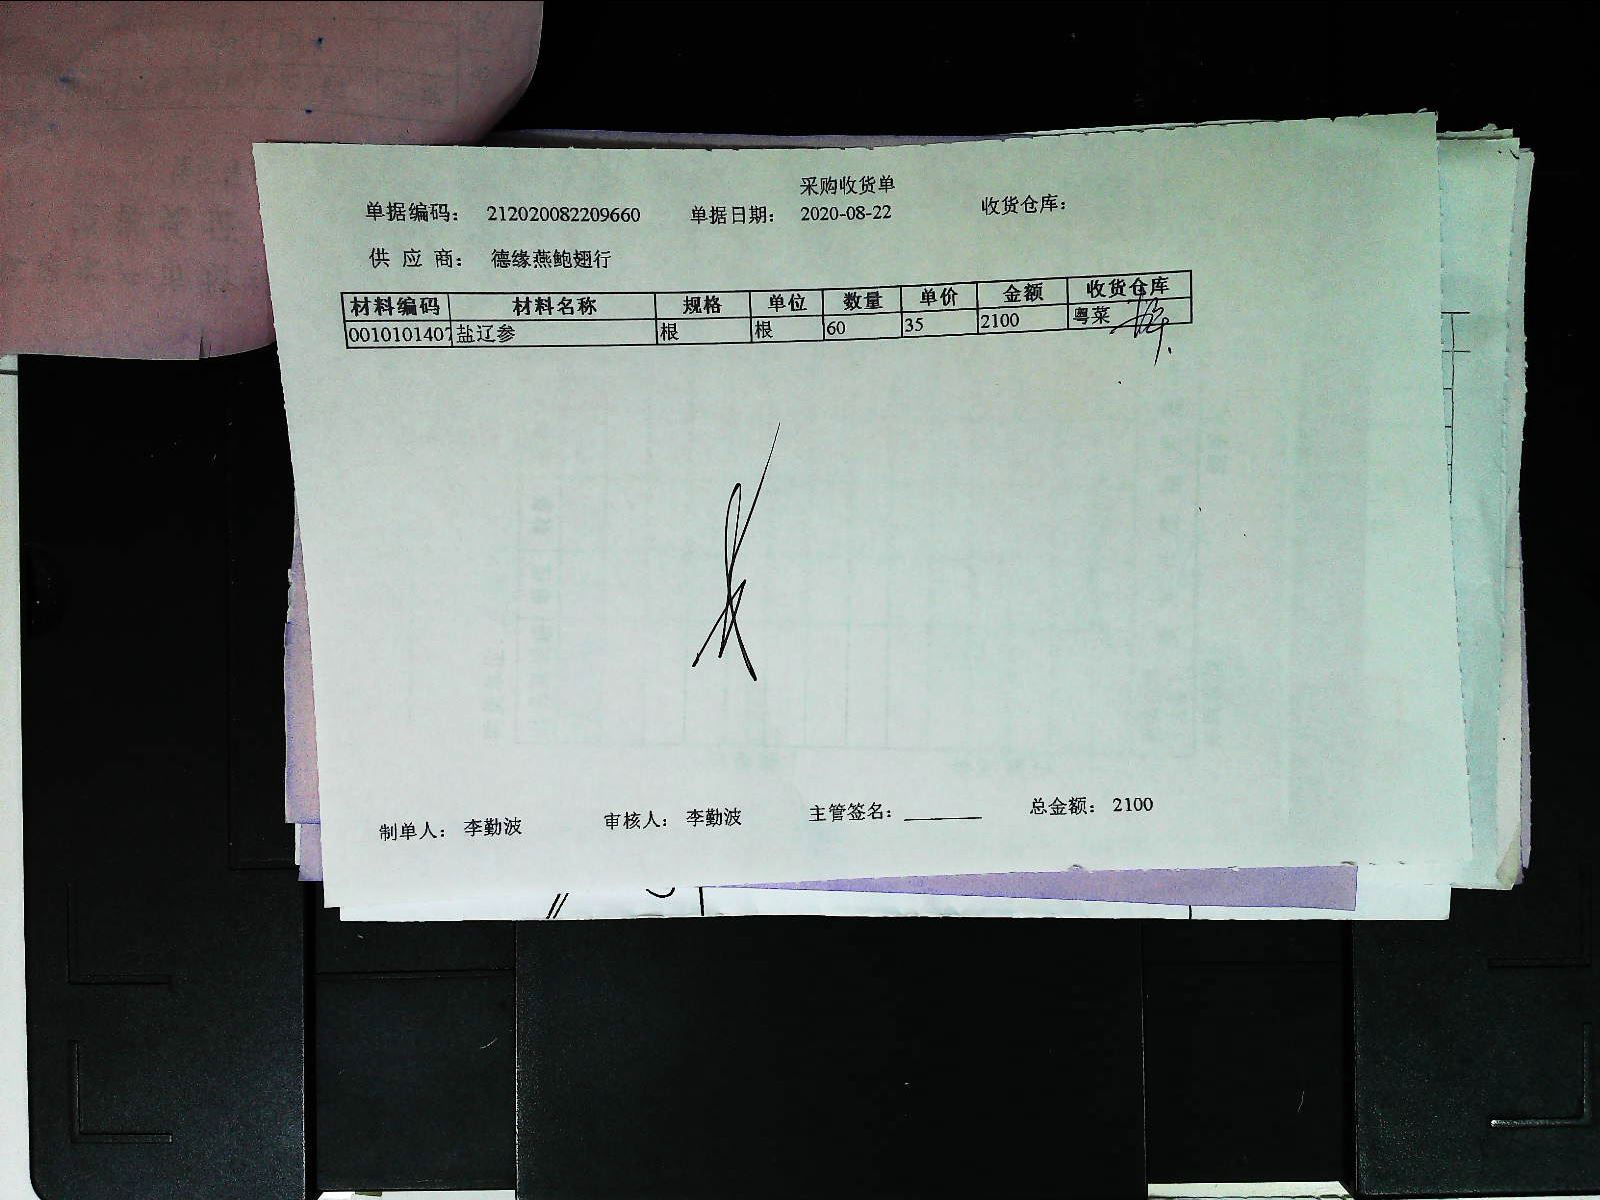 采购收货单
单据编码： 212020082209660 单据日期： 2020-08-22 收货仓库：
供 应 商： 德缘燕鲍翅行
材料编码 材料名称 规格 单位 数量 单价 金额 收货仓库
0010101407 盐辽参 根 根 60 35 2100 粤菜
制单人： 李勤波 审核人： 李勤波 主管签名：______ 总金额： 2100